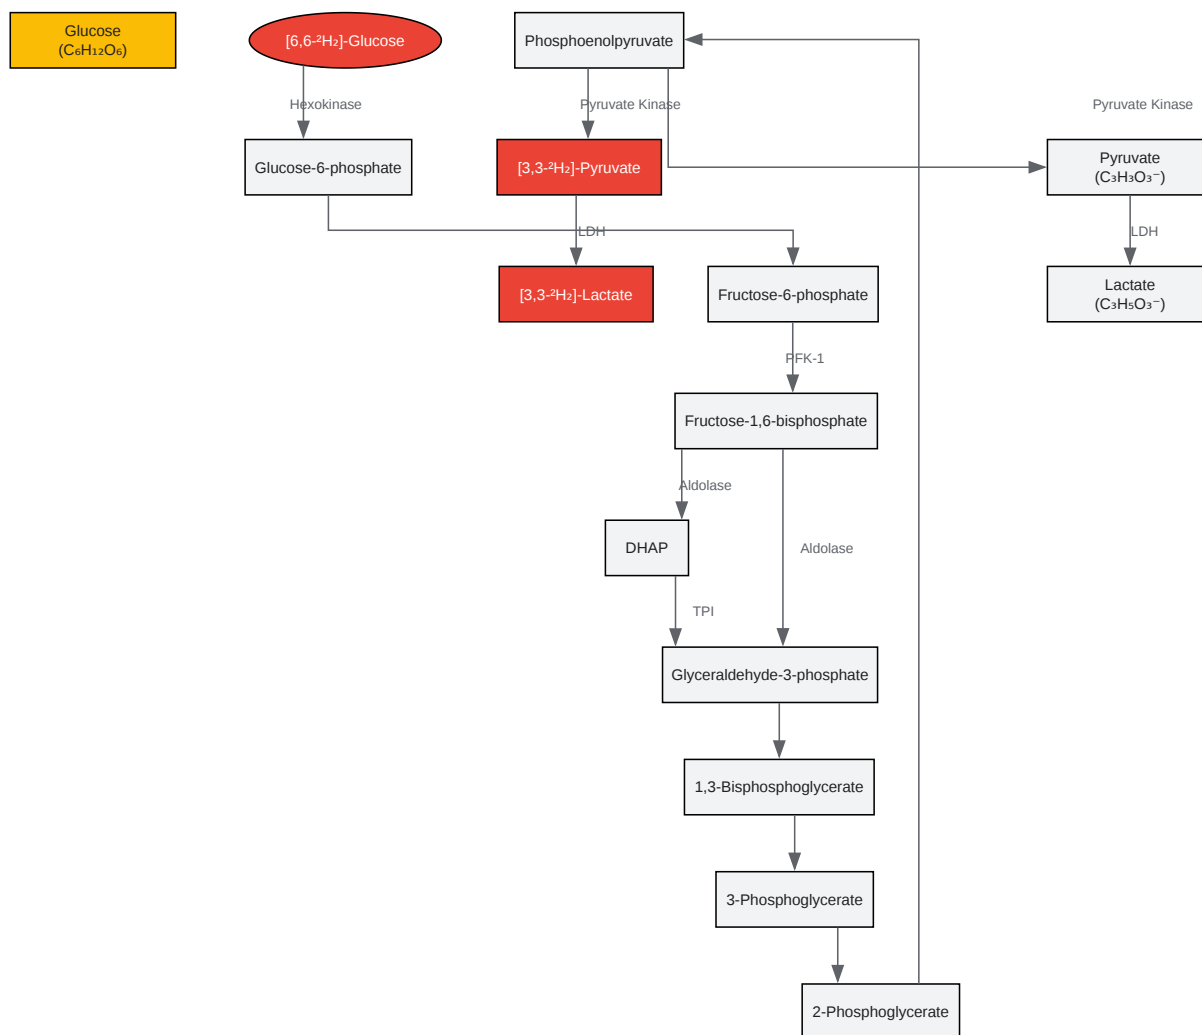 Glucose
(C₆H₁₂O₆)
[6,6-²H₂]-Glucose
Phosphoenolpyruvate
Hexokinase
Pyruvate Kinase
Pyruvate Kinase
Glucose-6-phosphate
[3,3-²H₂]-Pyruvate
Pyruvate
(C₃H₃O₃⁻)
LDH
LDH
[3,3-²H₂]-Lactate
Fructose-6-phosphate
Lactate
(C₃H₅O₃⁻)
PFK-1
Fructose-1,6-bisphosphate
Aldolase
DHAP
Aldolase
TPI
Glyceraldehyde-3-phosphate
1,3-Bisphosphoglycerate
3-Phosphoglycerate
2-Phosphoglycerate